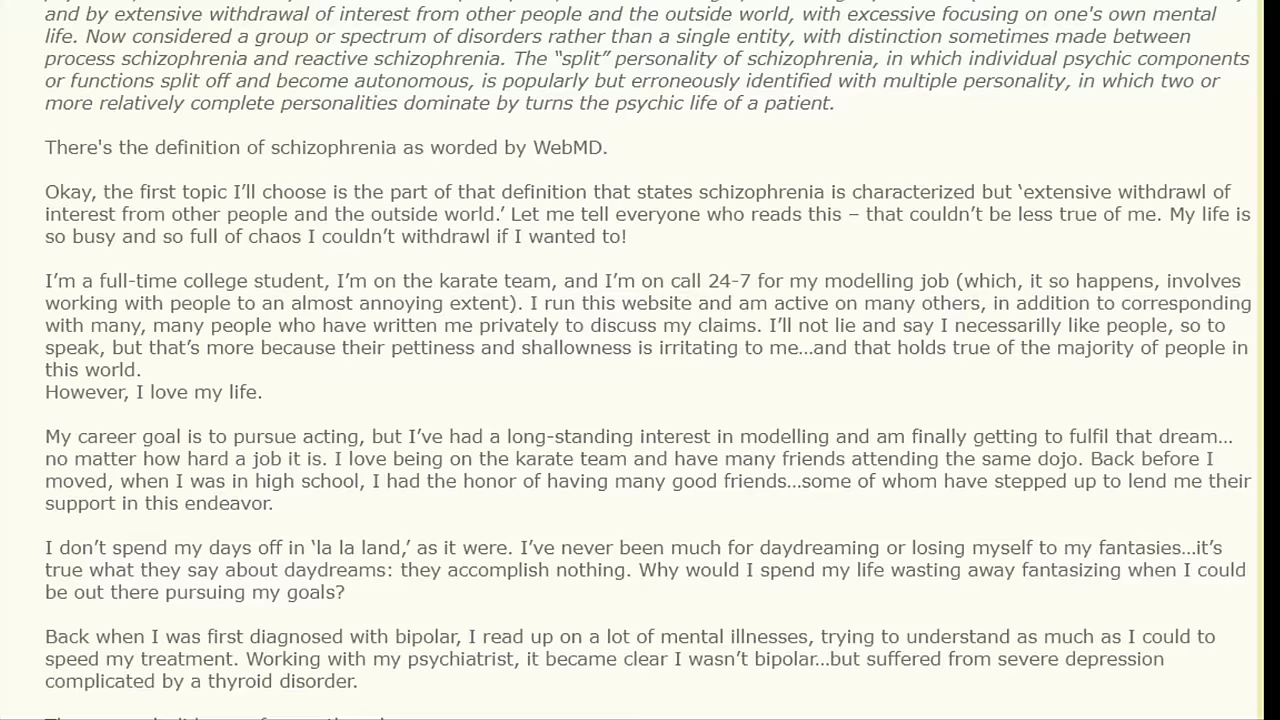 and by extensive withdrawal of interest from other people and the outside world, with excessive focusing on one's own mental
life. Now considered a group or spectrum of disorders rather than a single entity, with distinction sometimes made between
process schizophrenia and reactive schizophrenia. The “split” personality of schizophrenia, in which individual psychic components
or functions split off and become autonomous, is popularly but erroneously identified with multiple personality, in which two or
more relatively complete personalities dominate by turns the psychic life of a patient.
There's the definition of schizophrenia as worded by WebMD.
Okay, the first topic I’ll choose is the part of that definition that states schizophrenia is characterized but ‘extensive withdrawl of
interest from other people and the outside world.’ Let me tell everyone who reads this – that couldn’t be less true of me. My life is
so busy and so full of chaos I couldn’t withdrawl if I wanted to!
I’m a full-time college student, I’m on the karate team, and I’m on call 24-7 for my modelling job (which, it so happens, involves
working with people to an almost annoying extent). I run this website and am active on many others, in addition to corresponding
with many, many people who have written me privately to discuss my claims. I’ll not lie and say I necessarilly like people, so to
speak, but that’s more because their pettiness and shallowness is irritating to me…and that holds true of the majority of people in
this world.
However, I love my life.
My career goal is to pursue acting, but I’ve had a long-standing interest in modelling and am finally getting to fulfil that dream…
no matter how hard a job it is. I love being on the karate team and have many friends attending the same dojo. Back before I
moved, when I was in high school, I had the honor of having many good friends…some of whom have stepped up to lend me their
support in this endeavor.
I don’t spend my days off in ‘la la land,’ as it were. I’ve never been much for daydreaming or losing myself to my fantasies…it’s
true what they say about daydreams: they accomplish nothing. Why would I spend my life wasting away fantasizing when I could
be out there pursuing my goals?
Back when I was first diagnosed with bipolar, I read up on a lot of mental illnesses, trying to understand as much as I could to
speed my treatment. Working with my psychiatrist, it became clear I wasn’t bipolar…but suffered from severe depression
complicated by a thyroid disorder.